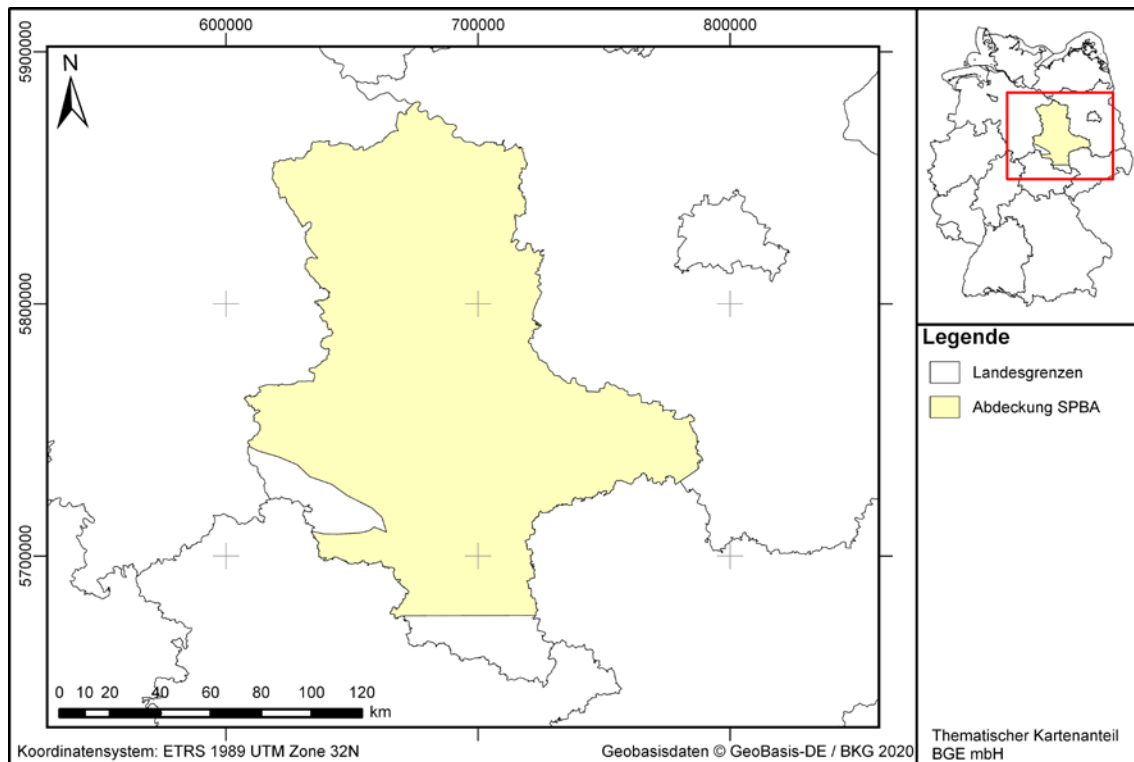 600000
700000
800000
5900000
5800000
5700000
N
0 10 20 40 60 80 100 120
km
Koordinatensystem: ETRS 1989 UTM Zone 32N
Geobasisdaten © GeoBasis-DE / BKG 2020
Legende
Landesgrenzen
Abdeckung SPBA
Thematischer Kartenanteil
BGE mbH